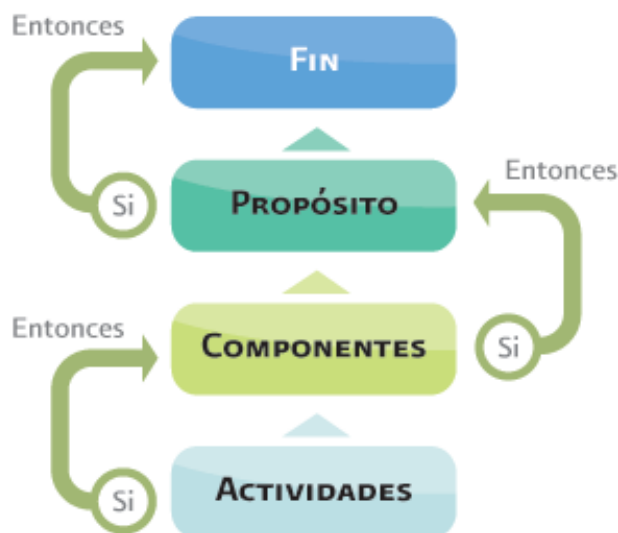 Entonces
FIN
Si
PROPÓSITO
Entonces
Entonces
COMPONENTES
Si
Si
ACTIVIDADES